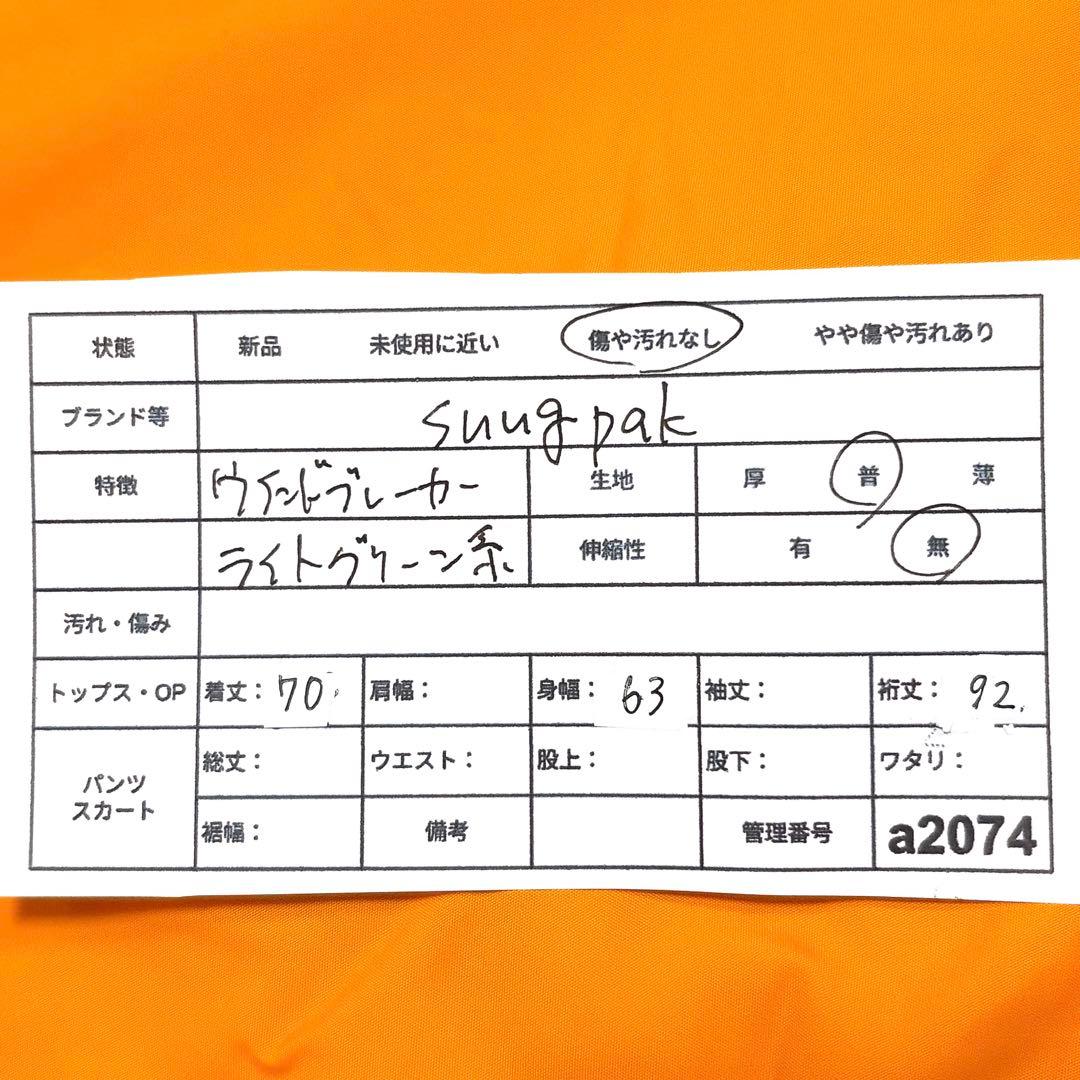 状態 新品 未使用に近い 傷や汚れなし やや傷や汚れあり
ブランド等 suug pak
特徴 ウインドブレーカー 生地 厚 普 薄
ライトグリーン系 伸縮性 有 無
汚れ・傷み
トップス・OP 着丈: 70 肩幅: 身幅: 63 袖丈: 裄丈: 92.
パンツ スカート 総丈: ウエスト: 股上: 股下: ワタリ:
裾幅: 備考 管理番号 a2074